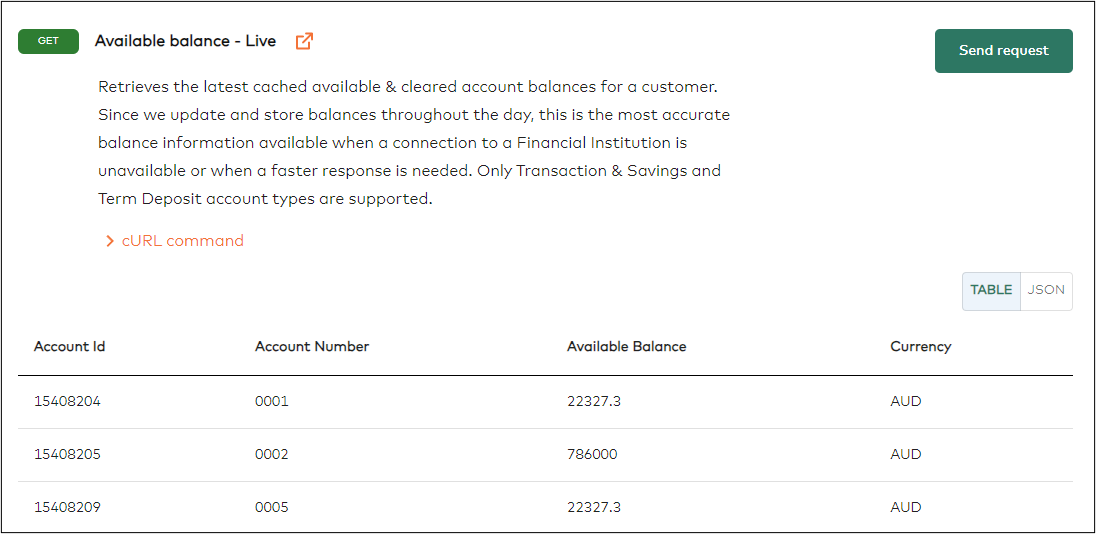 GET Available balance - Live
Send request
Retrieves the latest cached available & cleared account balances for a customer.
Since we update and store balances throughout the day, this is the most accurate
balance information available when a connection to a Financial Institution is
unavailable or when a faster response is needed. Only Transaction & Savings and
Term Deposit account types are supported.
cURL command
TABLE JSON
Account Id Account Number Available Balance Currency
15408204 0001 22327.3 AUD
15408205 0002 786000 AUD
15408209 0005 22327.3 AUD